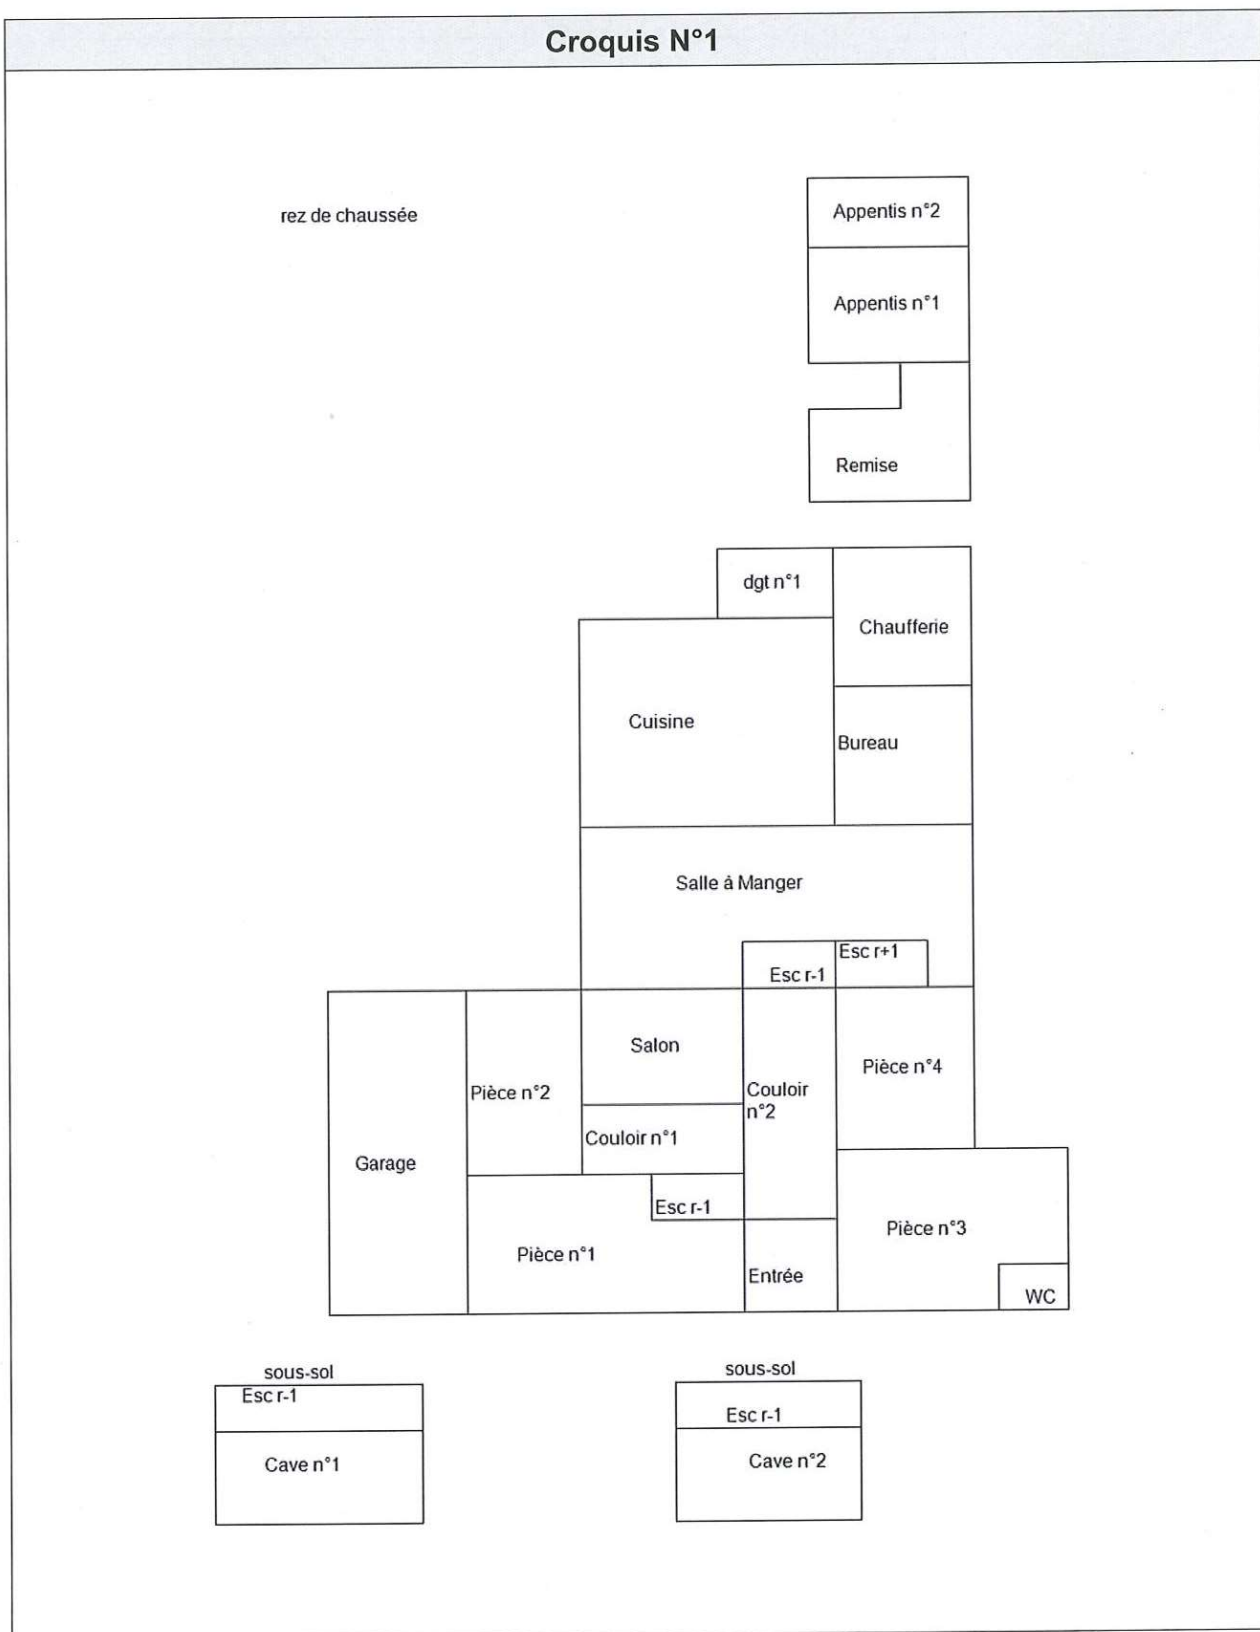 Croquis N°1
rez de chaussée
Appentis n°2
Appentis n°1
Remise
dgt n°1
Chaufferie
Cuisine
Bureau
Salle à Manger
Esc r-1
Esc r+1
Salon
Pièce n°2
Couloir
n°2
Pièce n°4
Couloir n°1
Garage
Esc r-1
Pièce n°1
Entrée
Pièce n°3
WC
sous-sol
Esc r-1
Cave n°1
sous-sol
Esc r-1
Cave n°2